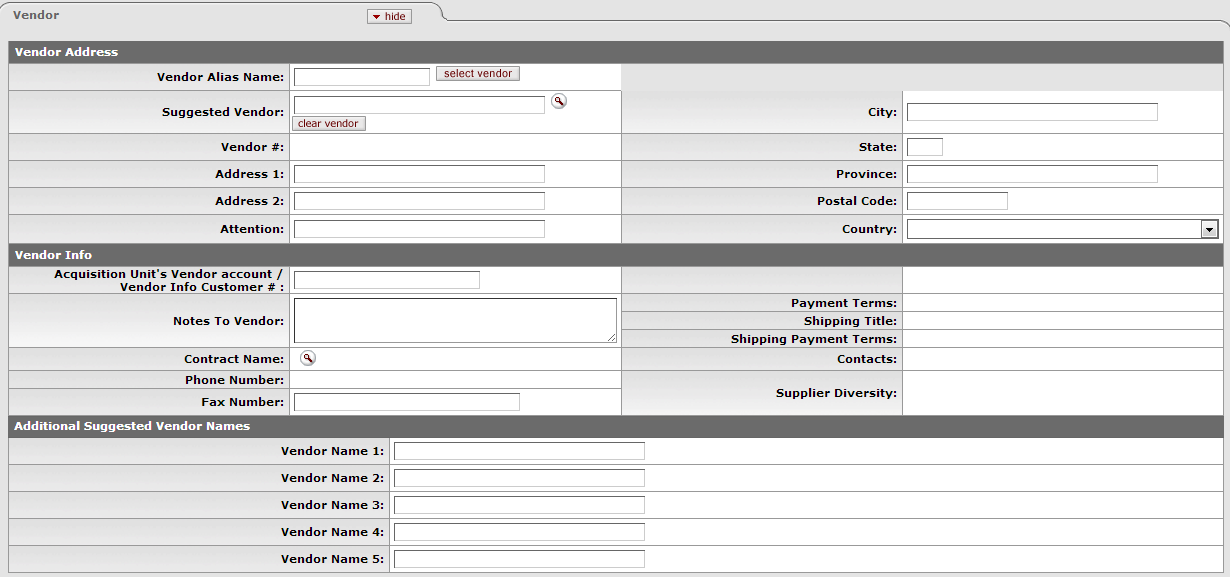 Vendor
hide
Vendor Address
Vendor Alias Name:
select vendor
Suggested Vendor:
clear vendor
City:
Vendor #:
State:
Address 1:
Province:
Address 2:
Postal Code:
Attention:
Country:
Vendor Info
Acquisition Unit's Vendor account /
Vendor Info Customer # :
Notes To Vendor:
Payment Terms:
Shipping Title:
Shipping Payment Terms:
Contract Name:
Contacts:
Phone Number:
Supplier Diversity:
Fax Number:
Additional Suggested Vendor Names
Vendor Name 1:
Vendor Name 2:
Vendor Name 3:
Vendor Name 4:
Vendor Name 5: